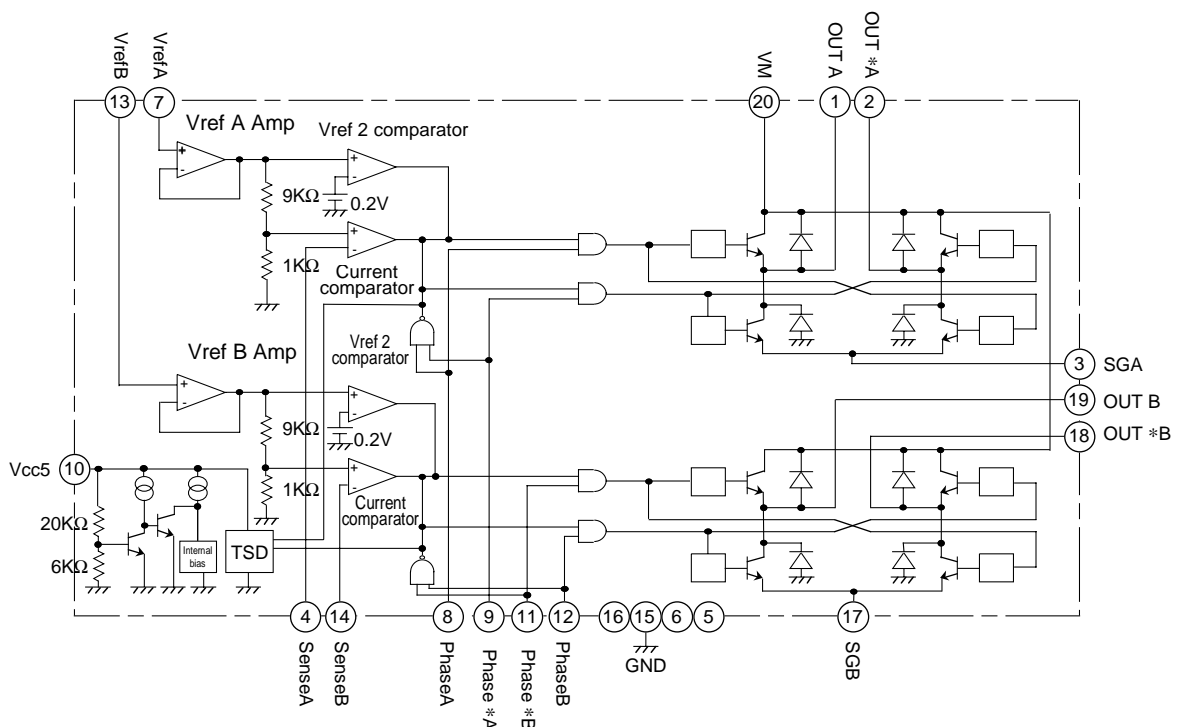 VrefB
VrefA
VM
OUT A
OUT *A
13
7
20
1
2
Vref A Amp
Vref 2 comparator
+
-
+
-
9KΩ
0.2V
+
-
1KΩ
Current
comparator
Vref 2
comparator
Vref B Amp
3
SGA
19
OUT B
18
OUT *B
+
-
+
-
9KΩ
0.2V
Vcc5
10
+
-
1KΩ
Current
comparator
20KΩ
6KΩ
Internal
bias
TSD
4
14
8
9
11
12
16
15
6
5
17
GND
SenseA
SenseB
PhaseA
Phase *A
Phase *B
PhaseB
SGB